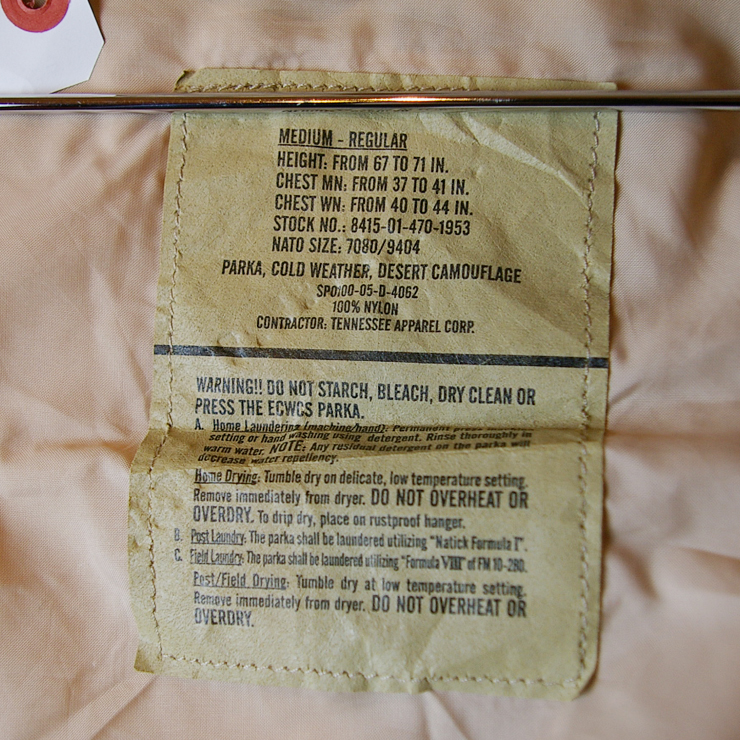 MEDIUM - REGULAR
HEIGHT: FROM 67 TO 71 IN.
CHEST MN: FROM 37 TO 41 IN.
CHEST WN: FROM 40 TO 44 IN.
STOCK NO.: 8415-01-470-1953
NATO SIZE: 7080/9404
PARKA, COLD WEATHER, DESERT CAMOUFLAGE
SPO100-05-D-4062
100% NYLON
CONTRACTOR: TENNESSEE APPAREL CORP.
WARNING!! DO NOT STARCH, BLEACH, DRY CLEAN OR
PRESS THE ECWCS PARKA.
A. Home Laundering (machine/hand): Permanent press
setting or hand washing using detergent. Rinse thoroughly in
warm water. NOTE: Any residual detergent on the parka will
decrease water repellency.
Home Drying: Tumble dry on delicate, low temperature setting.
Remove immediately from dryer. DO NOT OVERHEAT OR
OVERDRY. To drip dry, place on rustproof hanger.
B. Post Laundry: The parka shall be laundered utilizing "Natick Formula I".
C. Field Laundry: The parka shall be laundered utilizing "Formula VIII" of FM 10-280.
Post/Field Drying: Tumble dry at low temperature setting.
Remove immediately from dryer. DO NOT OVERHEAT OR
OVERDRY.